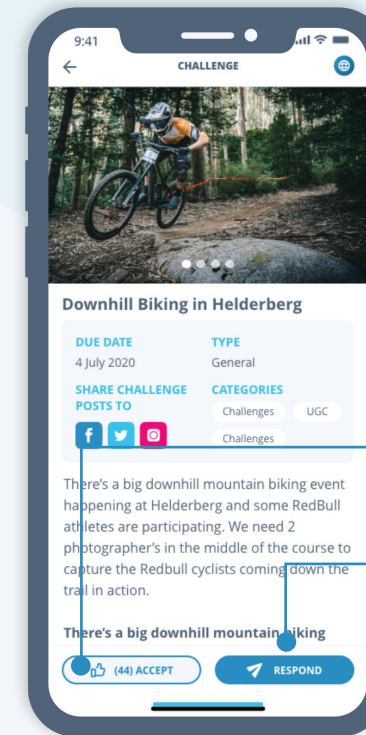 9:41
CHALLENGE
Downhill Biking in Helderberg
DUE DATE
TYPE
4 July 2020
General
SHARE CHALLENGE
POSTS TO
CATEGORIES
Challenges
UGC
Challenges
There's a big downhill mountain biking event
happening at Helderberg and some RedBull
athletes are participating. We need 2
photographer's in the middle of the course to
capture the Redbull cyclists coming down the
trail in action.
There's a big downhill mountain biking
(44) ACCEPT
RESPOND